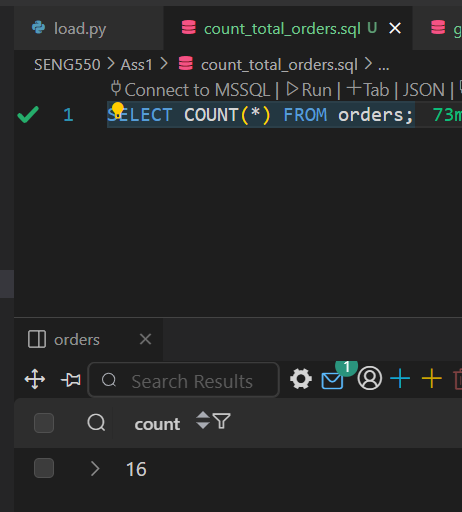 load.py count_total_orders.sql U
SENG550 > Ass1 > count_total_orders.sql > ...
Connect to MSSQL | Run | Tab | JSON |
1 SELECT COUNT(*) FROM orders; 73m
orders
Search Results 1
count
16